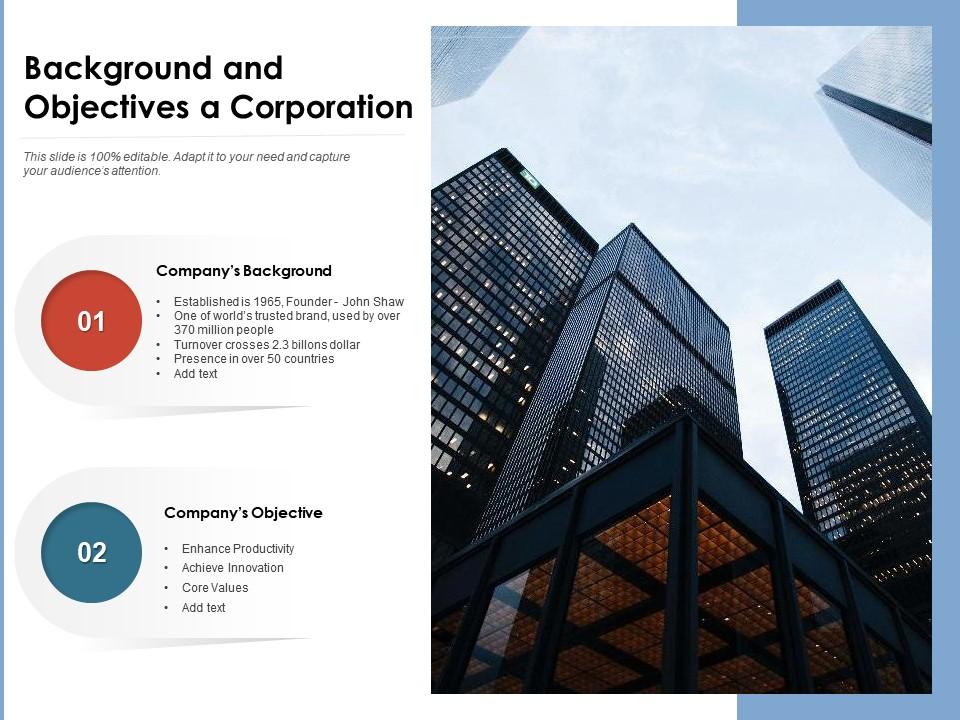 Background and
Objectives a Corporation
This slide is 100% editable. Adapt it to your need and capture
your audience's attention.
01
Company's Background
• Established is 1965, Founder - John Shaw
• One of world's trusted brand, used by over
370 million people
• Turnover crosses 2.3 billons dollar
• Presence in over 50 countries
• Add text
02
Company's Objective
• Enhance Productivity
• Achieve Innovation
• Core Values
• Add text